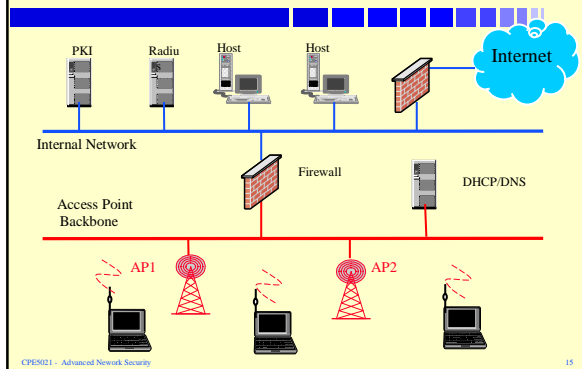 PKI
Radiu
s
Host
Host
Internet
Internal Network
Firewall
DHCP/DNS
Access Point
Backbone
AP1
AP2
CPE5021 - Advanced Nework Security
15